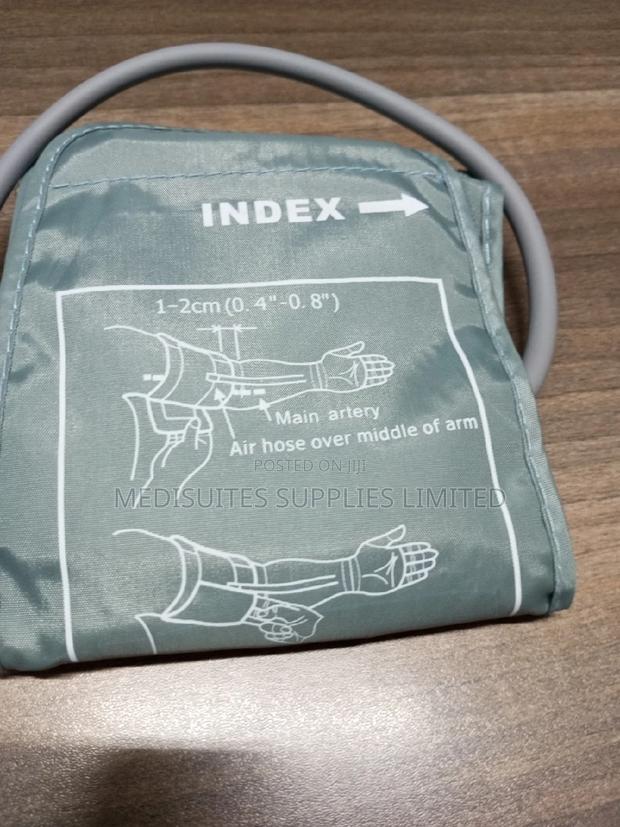 INDEX
1-2cm(0.4"-0.8")
Main artery
Air hose over middle of arm
POSTED ON JIJI
MEDISUITES SUPPLIES LIMITED